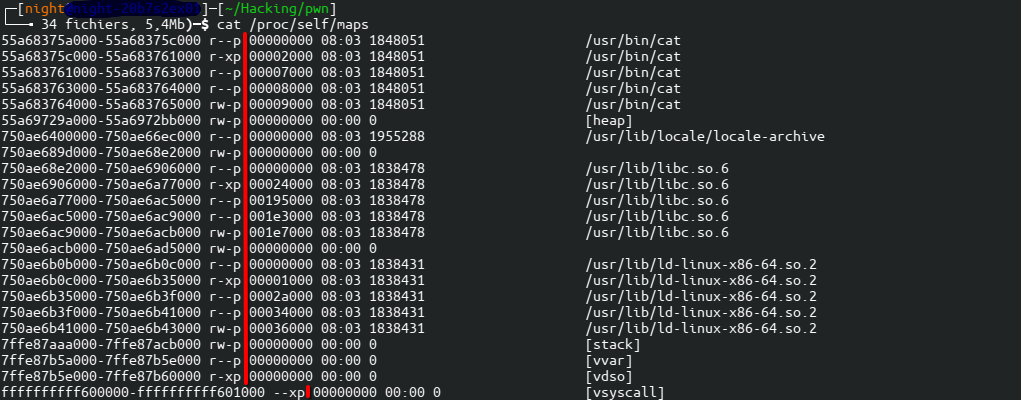 [night]-[~/Hacking/pwn]
34 fichiers, 5,4Mb)-$ cat /proc/self/maps
55a68375a000-55a68375c000 r--p 00000000 08:03 1848051 /usr/bin/cat
55a68375c000-55a683761000 r-xp 00002000 08:03 1848051 /usr/bin/cat
55a683761000-55a683763000 r--p 00007000 08:03 1848051 /usr/bin/cat
55a683763000-55a683764000 r--p 00008000 08:03 1848051 /usr/bin/cat
55a683764000-55a683765000 rw-p 00009000 08:03 1848051 /usr/bin/cat
55a69729a000-55a6972bb000 rw-p 00000000 00:00 0 [heap]
750ae6400000-750ae66ec000 r--p 00000000 08:03 1955288 /usr/lib/locale/locale-archive
750ae689d000-750ae68e2000 rw-p 00000000 00:00 0
750ae68e2000-750ae6906000 r--p 00000000 08:03 1838478 /usr/lib/libc.so.6
750ae6906000-750ae6a77000 r-xp 00024000 08:03 1838478 /usr/lib/libc.so.6
750ae6a77000-750ae6ac5000 r--p 00195000 08:03 1838478 /usr/lib/libc.so.6
750ae6ac5000-750ae6ac9000 r--p 001e3000 08:03 1838478 /usr/lib/libc.so.6
750ae6ac9000-750ae6acb000 rw-p 001e7000 08:03 1838478 /usr/lib/libc.so.6
750ae6acb000-750ae6ad5000 rw-p 00000000 00:00 0
750ae6b0b000-750ae6b0c000 r--p 00000000 08:03 1838431 /usr/lib/ld-linux-x86-64.so.2
750ae6b0c000-750ae6b35000 r-xp 00001000 08:03 1838431 /usr/lib/ld-linux-x86-64.so.2
750ae6b35000-750ae6b3f000 r--p 0002a000 08:03 1838431 /usr/lib/ld-linux-x86-64.so.2
750ae6b3f000-750ae6b41000 r--p 00034000 08:03 1838431 /usr/lib/ld-linux-x86-64.so.2
750ae6b41000-750ae6b43000 rw-p 00036000 08:03 1838431 /usr/lib/ld-linux-x86-64.so.2
7ffe87aaa000-7ffe87acb000 rw-p 00000000 00:00 0 [stack]
7ffe87b5a000-7ffe87b5e000 r--p 00000000 00:00 0 [vvar]
7ffe87b5e000-7ffe87b60000 r-xp 00000000 00:00 0 [vdso]
ffffffffff600000-ffffffffff601000 --xp 00000000 00:00 0 [vsyscall]